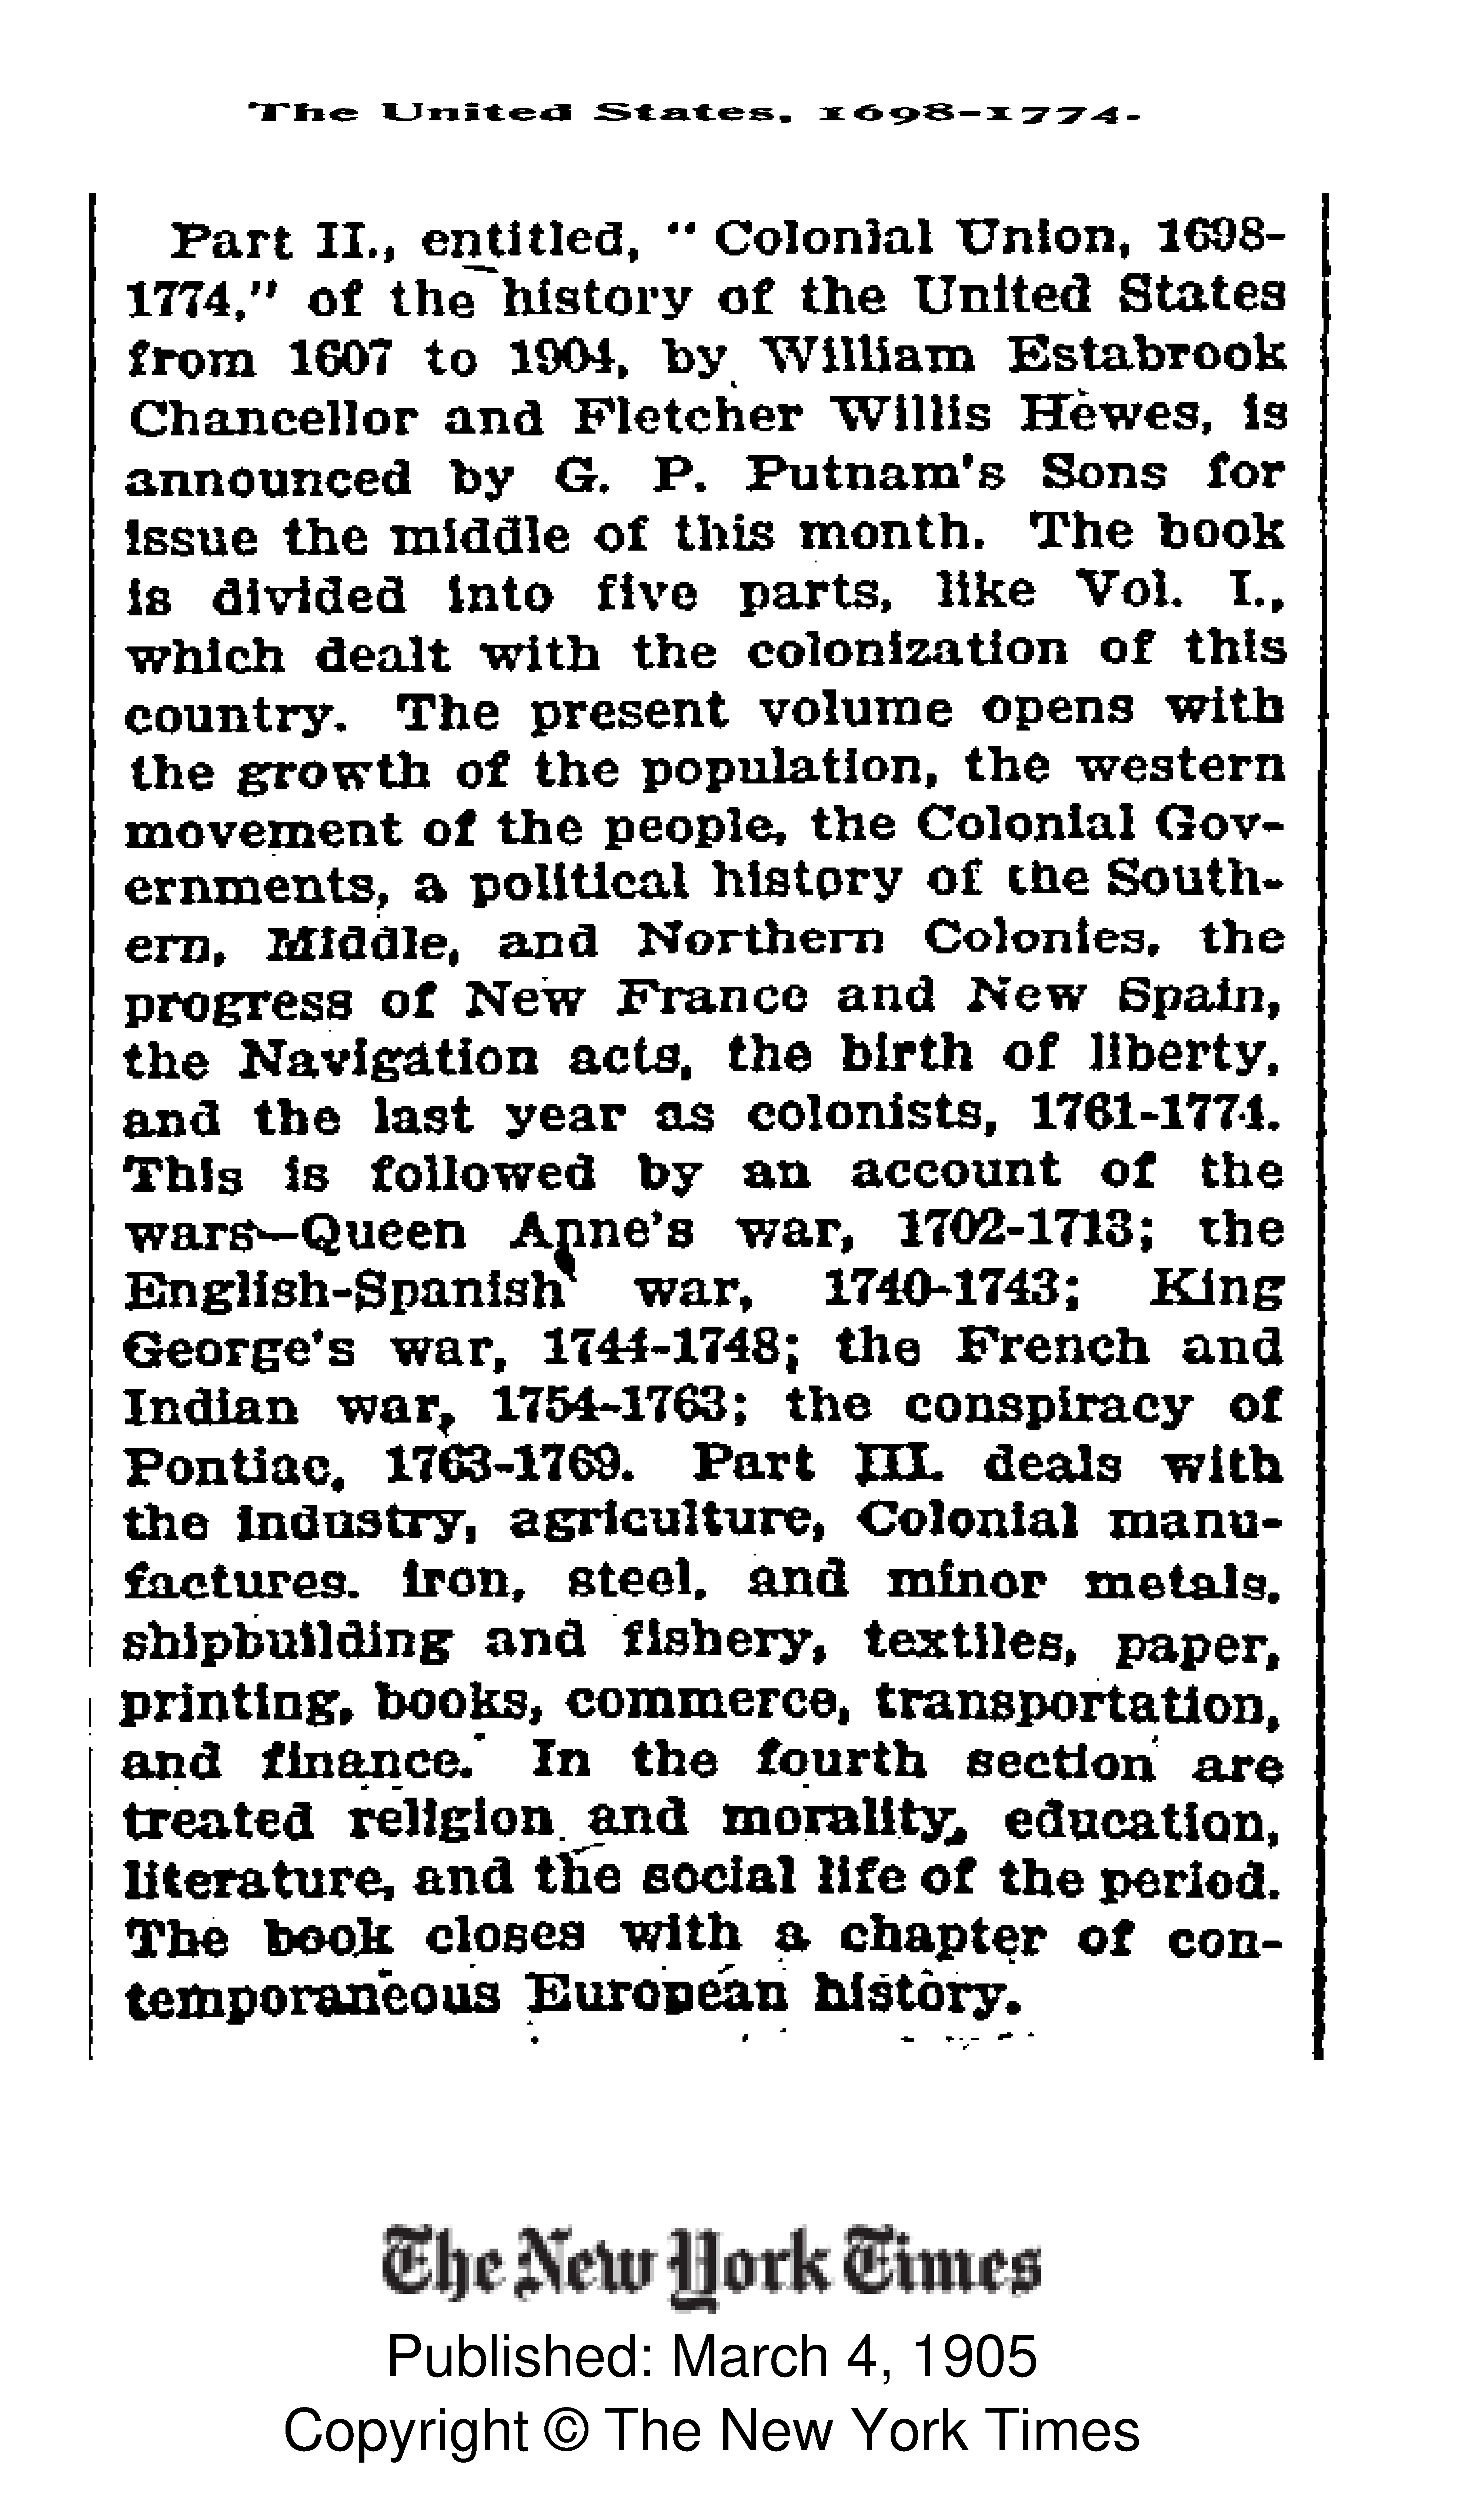 The United States, 1698-1774.
Part II., entitled, “ Colonial Union, 1698-
1774,” of the history of the United States
from 1607 to 1904, by William Estabrook
Chancellor and Fletcher Willis Hewes, is
announced by G. P. Putnam's Sons for
issue the middle of this month. The book
is divided into five parts, like Vol. I.,
which dealt with the colonization of this
country. The present volume opens with
the growth of the population, the western
movement of the people, the Colonial Gov-
ernments, a political history of the South-
ern, Middle, and Northern Colonies, the
progress of New France and New Spain,
the Navigation acts, the birth of liberty,
and the last year as colonists, 1761-1774.
This is followed by an account of the
wars—Queen Anne's war, 1702-1713; the
English-Spanish war, 1740-1743; King
George's war, 1744-1748; the French and
Indian war, 1754-1763; the conspiracy of
Pontiac, 1763-1769. Part III. deals with
the industry, agriculture, Colonial manu-
factures. iron, steel, and minor metals,
shipbuilding and fishery, textiles, paper,
printing, books, commerce, transportation,
and finance. In the fourth section are
treated religion and morality, education,
literature, and the social life of the period.
The book closes with a chapter of con-
temporaneous European history.
The New York Times
Published: March 4, 1905
Copyright © The New York Times